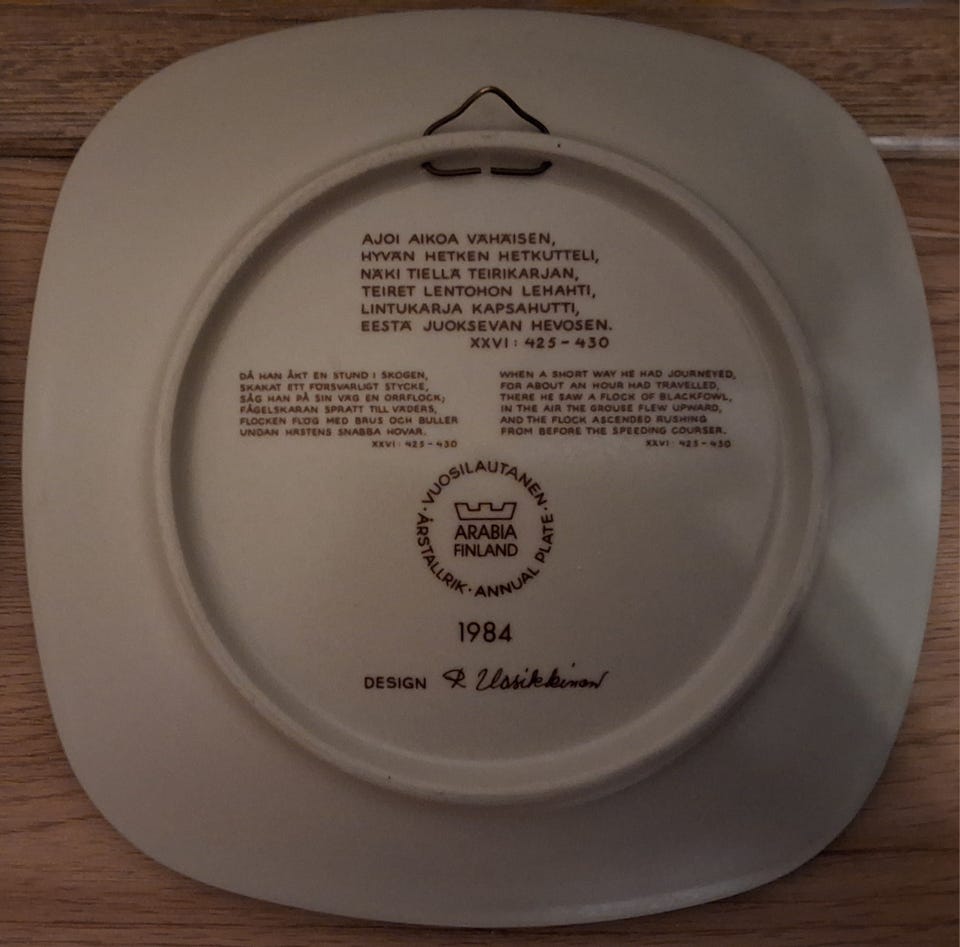 AJOI AIKOA VÄHÄISEN,
HYVÄN HETKEN HETKUTTELI,
NÄKI TIELLÄ TEIRIKARJAN,
TEIRET LENTOHON LEHAHTI,
LINTUKARJA KAPSAHUTTI,
EESTÄ JUOKSEVAN HEVOSEN.
XXVI: 425-430
DÅ HAN ÅKT EN STUND I SKOGEN,
SKAKAT ETT FÖRSVARLIGT STYCKE,
SÅG HAN PÅ SIN VÄG EN ORRFLOCK;
FÅGELSKARAN SPRATT TILL VÄDERS,
FLOCKEN FLÖG MED BRUS OCH BULLER
UNDAN HÄSTENS SNABBA HOVAR.
XXVI: 425-430
WHEN A SHORT WAY HE HAD JOURNEYED,
FOR ABOUT AN HOUR HAD TRAVELLED,
THERE HE SAW A FLOCK OF BLACKFOWL,
IN THE AIR THE GROUSE FLEW UPWARD,
AND THE FLOCK ASCENDED RUSHING
FROM BEFORE THE SPEEDING COURSER.
XXVI: 425-430
· VUOSILAUTANEN · ANNUAL PLATE · ÅRSTALLRIK
ARABIA
FINLAND
1984
DESIGN R Uosikkinen